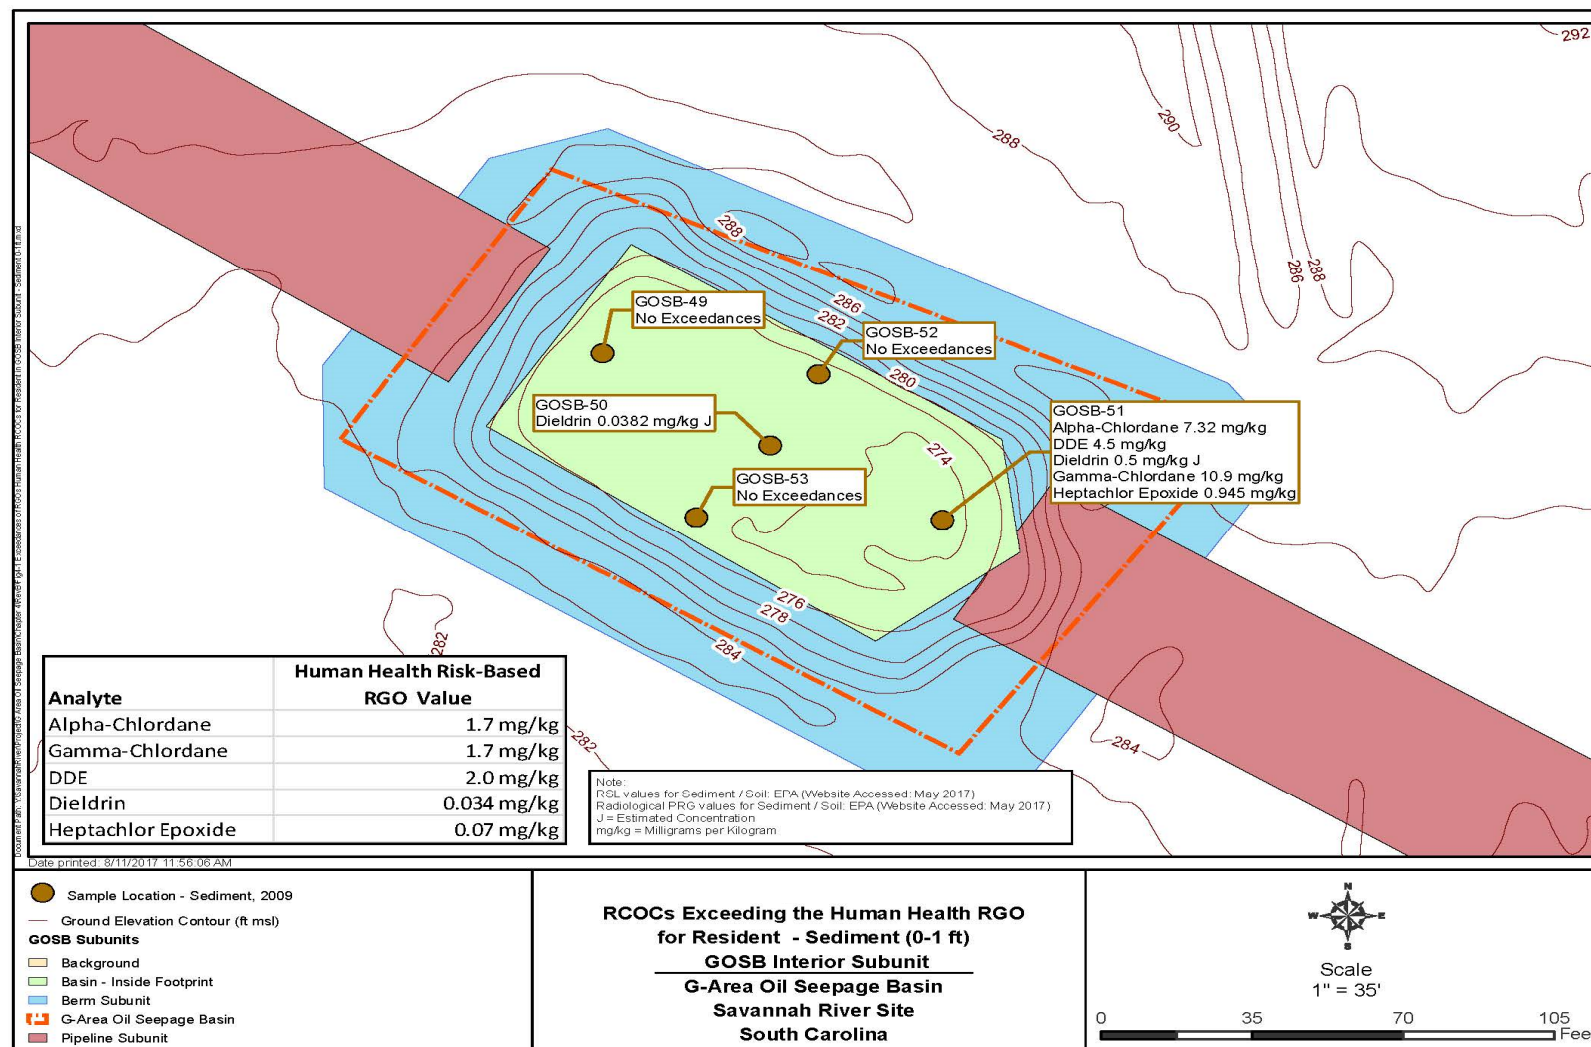 292
290
288
288
286
288
286
282
280
GOSB-49
No Exceedances
GOSB-52
No Exceedances
GOSB-50
Dieldrin 0.0382 mg/kg J
GOSB-51
Alpha-Chlordane 7.32 mg/kg
DDE 4.5 mg/kg
Dieldrin 0.5 mg/kg J
Gamma-Chlordane 10.9 mg/kg
Heptachlor Epoxide 0.945 mg/kg
GOSB-53
No Exceedances
274
276
278
284
282
282
284
Analyte Human Health Risk-Based RGO Value
Alpha-Chlordane 1.7 mg/kg
Gamma-Chlordane 1.7 mg/kg
DDE 2.0 mg/kg
Dieldrin 0.034 mg/kg
Heptachlor Epoxide 0.07 mg/kg
Note:
RSL values for Sediment / Soil: EPA (Website Accessed: May 2017)
Radiological PRG values for Sediment / Soil: EPA (Website Accessed: May 2017)
J = Estimated Concentration
mg/kg = Milligrams per Kilogram
Date printed: 8/11/2017 11:56:06 AM
Sample Location - Sediment, 2009
Ground Elevation Contour (ft msl)
GOSB Subunits
Background
Basin - Inside Footprint
Berm Subunit
G-Area Oil Seepage Basin
Pipeline Subunit
RCOCs Exceeding the Human Health RGO
for Resident - Sediment (0-1 ft)
GOSB Interior Subunit
G-Area Oil Seepage Basin
Savannah River Site
South Carolina
N
W E
S
Scale
1" = 35'
0 35 70 105
Fee